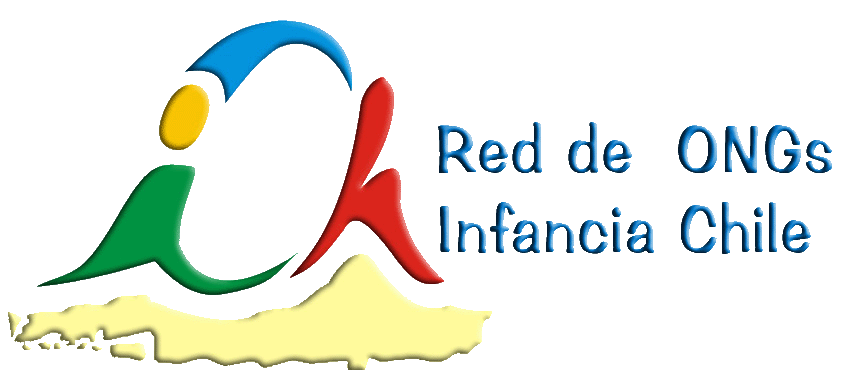 Red de ONGs
Infancia Chile